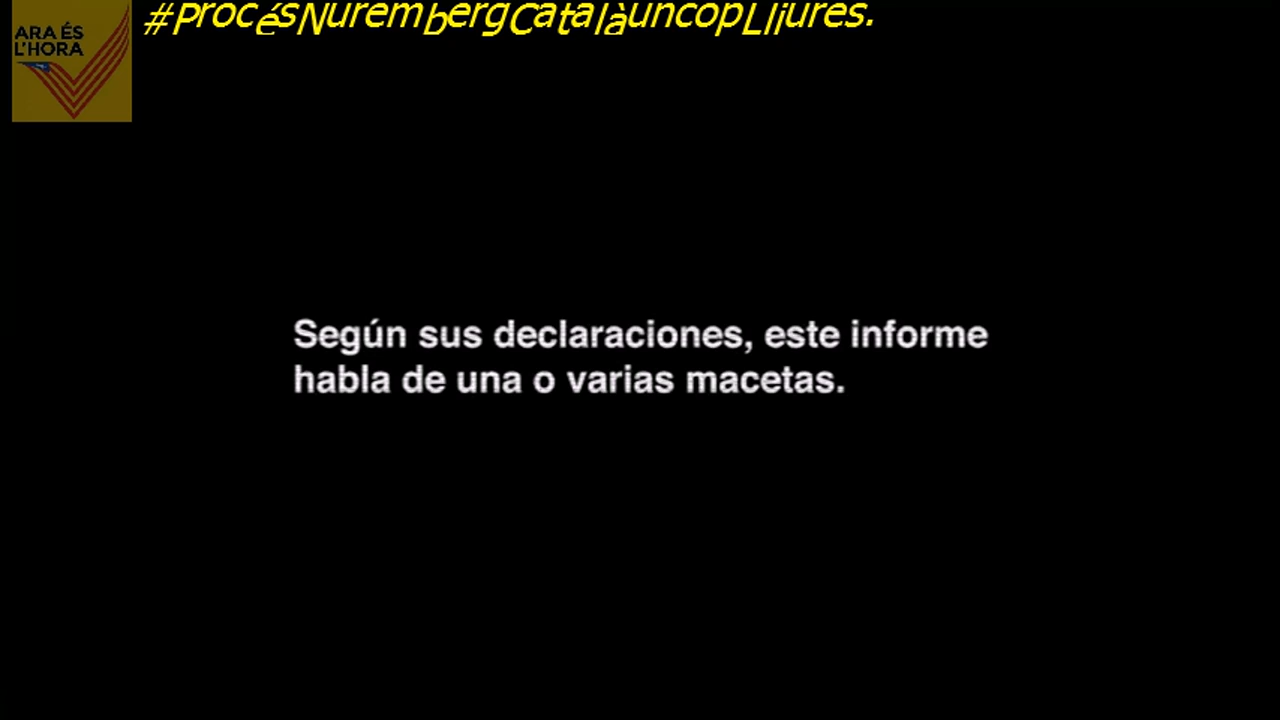 #ProcésNurembergCatalàuncopLliures.
ARA ÉS
L'HORA
Según sus declaraciones, este informe
habla de una o varias macetas.